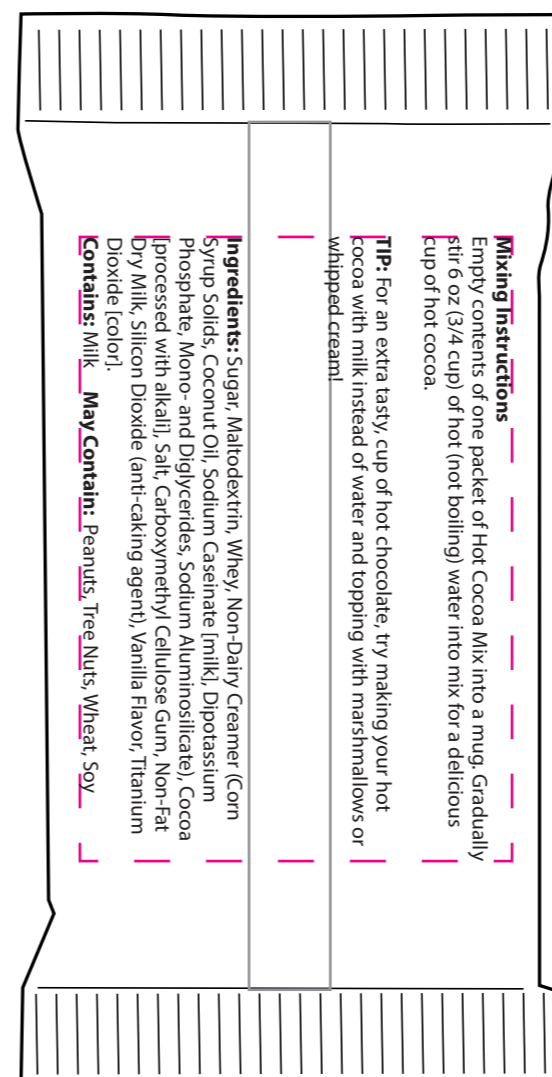 Mixing Instructions
Empty contents of one packet of Hot Cocoa Mix into a mug. Gradually
stir 6 oz (3/4 cup) of hot (not boiling) water into mix for a delicious
cup of hot cocoa.
TIP: For an extra tasty, cup of hot chocolate, try making your hot
cocoa with milk instead of water and topping with marshmallows or
whipped cream!
Ingredients: Sugar, Maltodextrin, Whey, Non-Dairy Creamer (Corn
Syrup Solids, Coconut Oil, Sodium Caseinate [milk], Dipotassium
Phosphate, Mono- and Diglycerides, Sodium Aluminosilicate), Cocoa
[processed with alkali], Salt, Carboxymethyl Cellulose Gum, Non-Fat
Dry Milk, Silicon Dioxide (anti-caking agent), Vanilla Flavor, Titanium
Dioxide [color].
Contains: Milk May Contain: Peanuts, Tree Nuts, Wheat, Soy